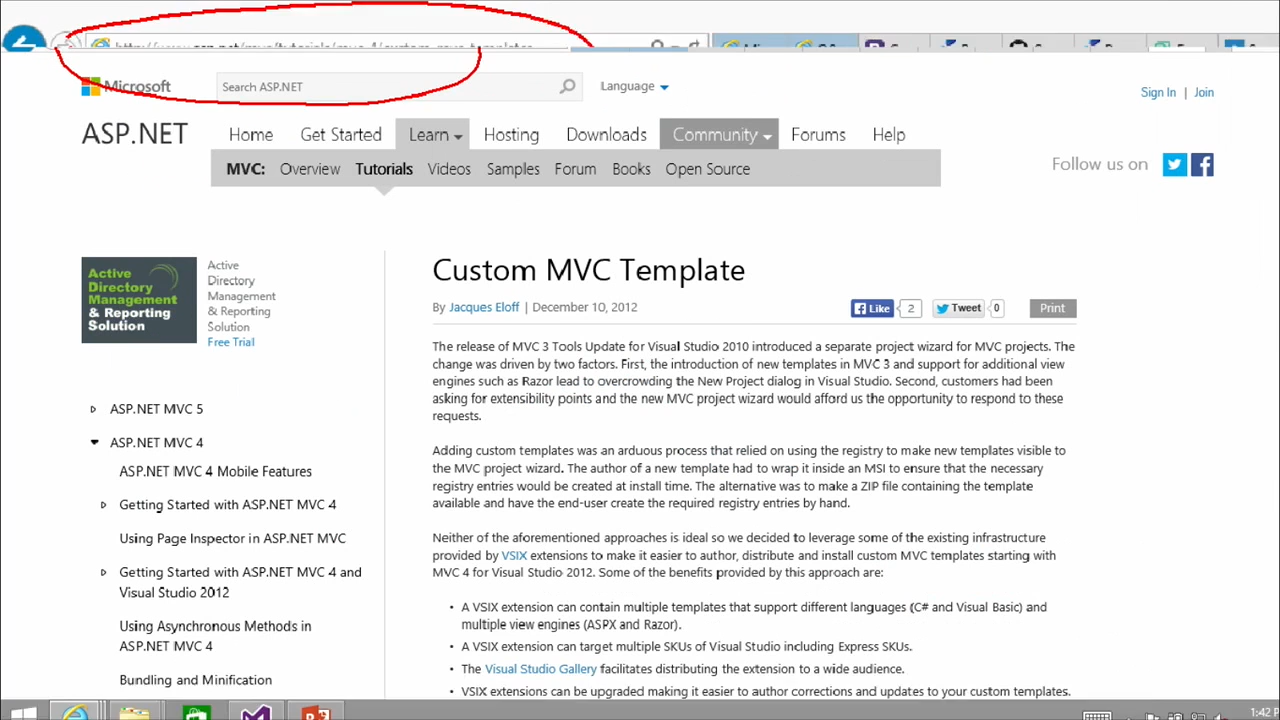 Microsoft
Search ASP.NET
Language
Sign In | Join
ASP.NET
Home Get Started Learn Hosting Downloads Community Forums Help
MVC: Overview Tutorials Videos Samples Forum Books Open Source
Follow us on
Active Directory Management & Reporting Solution
Active
Directory
Management
& Reporting
Solution
Free Trial
ASP.NET MVC 5
ASP.NET MVC 4
ASP.NET MVC 4 Mobile Features
Getting Started with ASP.NET MVC 4
Using Page Inspector in ASP.NET MVC
Getting Started with ASP.NET MVC 4 and
Visual Studio 2012
Using Asynchronous Methods in
ASP.NET MVC 4
Bundling and Minification
Custom MVC Template
By Jacques Eloff | December 10, 2012
Like 2 Tweet 0 Print
The release of MVC 3 Tools Update for Visual Studio 2010 introduced a separate project wizard for MVC projects. The
change was driven by two factors. First, the introduction of new templates in MVC 3 and support for additional view
engines such as Razor lead to overcrowding the New Project dialog in Visual Studio. Second, customers had been
asking for extensibility points and the new MVC project wizard would afford us the opportunity to respond to these
requests.
Adding custom templates was an arduous process that relied on using the registry to make new templates visible to
the MVC project wizard. The author of a new template had to wrap it inside an MSI to ensure that the necessary
registry entries would be created at install time. The alternative was to make a ZIP file containing the template
available and have the end-user create the required registry entries by hand.
Neither of the aforementioned approaches is ideal so we decided to leverage some of the existing infrastructure
provided by VSIX extensions to make it easier to author, distribute and install custom MVC templates starting with
MVC 4 for Visual Studio 2012. Some of the benefits provided by this approach are:
• A VSIX extension can contain multiple templates that support different languages (C# and Visual Basic) and
multiple view engines (ASPX and Razor).
• A VSIX extension can target multiple SKUs of Visual Studio including Express SKUs.
• The Visual Studio Gallery facilitates distributing the extension to a wide audience.
• VSIX extensions can be upgraded making it easier to author corrections and updates to your custom templates.
1:42 P